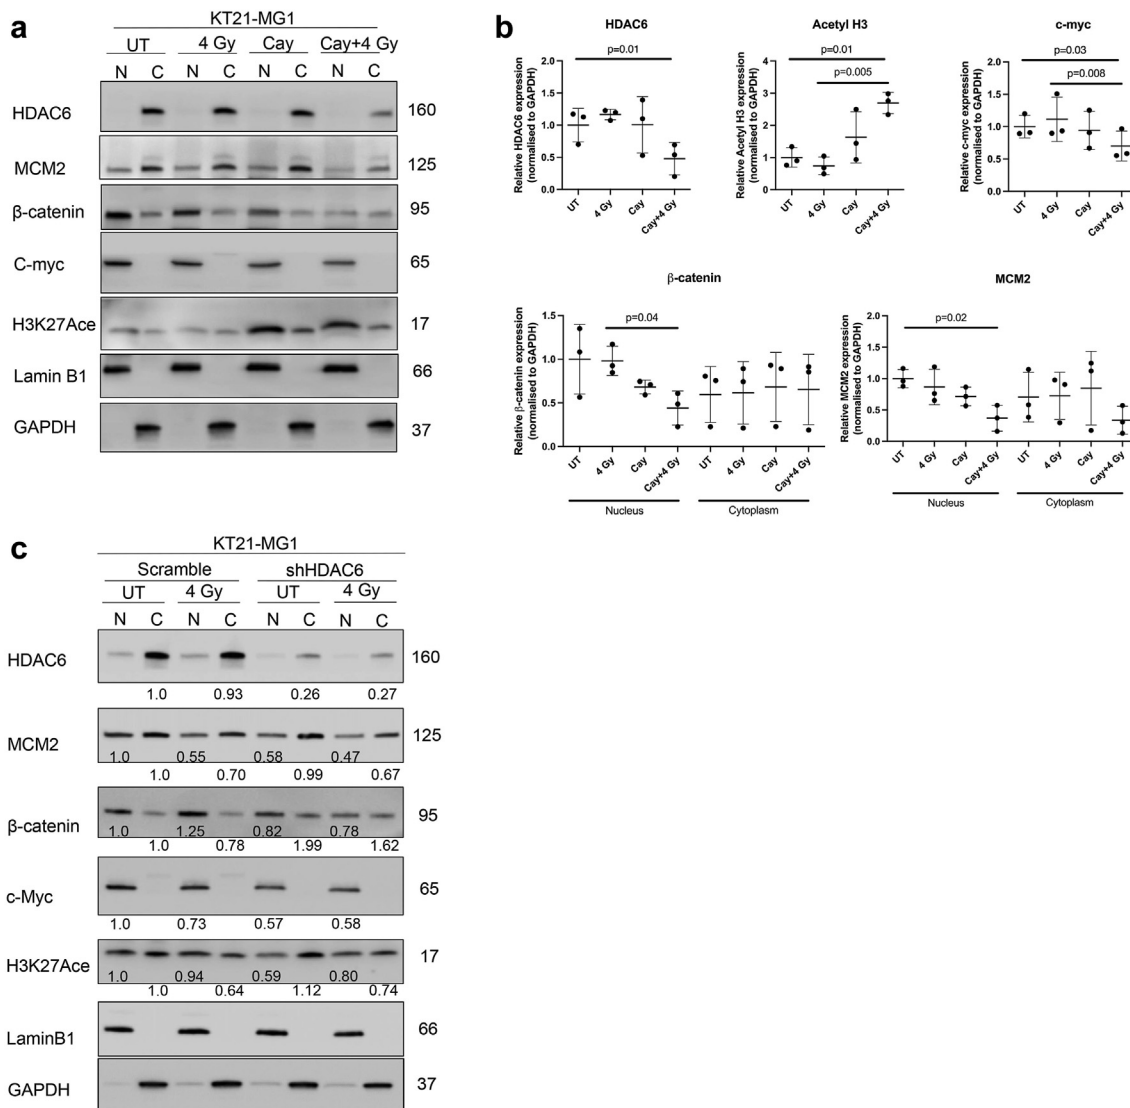 a
KT21-MG1
UT 4 Gy Cay Cay+4 Gy
N C N C N C N C
HDAC6 160
MCM2 125
β-catenin 95
C-myc 65
H3K27Ace 17
Lamin B1 66
GAPDH 37
b
HDAC6
p=0.01
Relative HDAC6 expression
(normalised to GAPDH)
2.0
1.5
1.0
0.5
0.0
UT 4 Gy Cay Cay+4 Gy
Acetyl H3
p=0.01
p=0.005
Relative Acetyl H3 expression
(normalised to GAPDH)
4
3
2
1
0
UT 4 Gy Cay Cay+4 Gy
c-myc
p=0.03
p=0.008
Relative c-myc expression
(normalised to GAPDH)
2.0
1.5
1.0
0.5
0.0
UT 4 Gy Cay Cay+4 Gy
β-catenin
p=0.04
Relative β-catenin expression
(normalised to GAPDH)
1.5
1.0
0.5
0.0
UT 4 Gy Cay Cay+4 Gy UT 4 Gy Cay Cay+4 Gy
Nucleus Cytoplasm
MCM2
p=0.02
Relative MCM2 expression
(normalised to GAPDH)
2.0
1.5
1.0
0.5
0.0
UT 4 Gy Cay Cay+4 Gy UT 4 Gy Cay Cay+4 Gy
Nucleus Cytoplasm
c
KT21-MG1
Scramble shHDAC6
UT 4 Gy UT 4 Gy
N C N C N C N C
HDAC6 160
1.0 0.93 0.26 0.27
MCM2 125
1.0 0.55 0.58 0.47
1.0 0.70 0.99 0.67
β-catenin 95
1.0 1.25 0.82 0.78
1.0 0.78 1.99 1.62
c-Myc 65
1.0 0.73 0.57 0.58
H3K27Ace 17
1.0 0.94 0.59 0.80
1.0 0.64 1.12 0.74
LaminB1 66
GAPDH 37